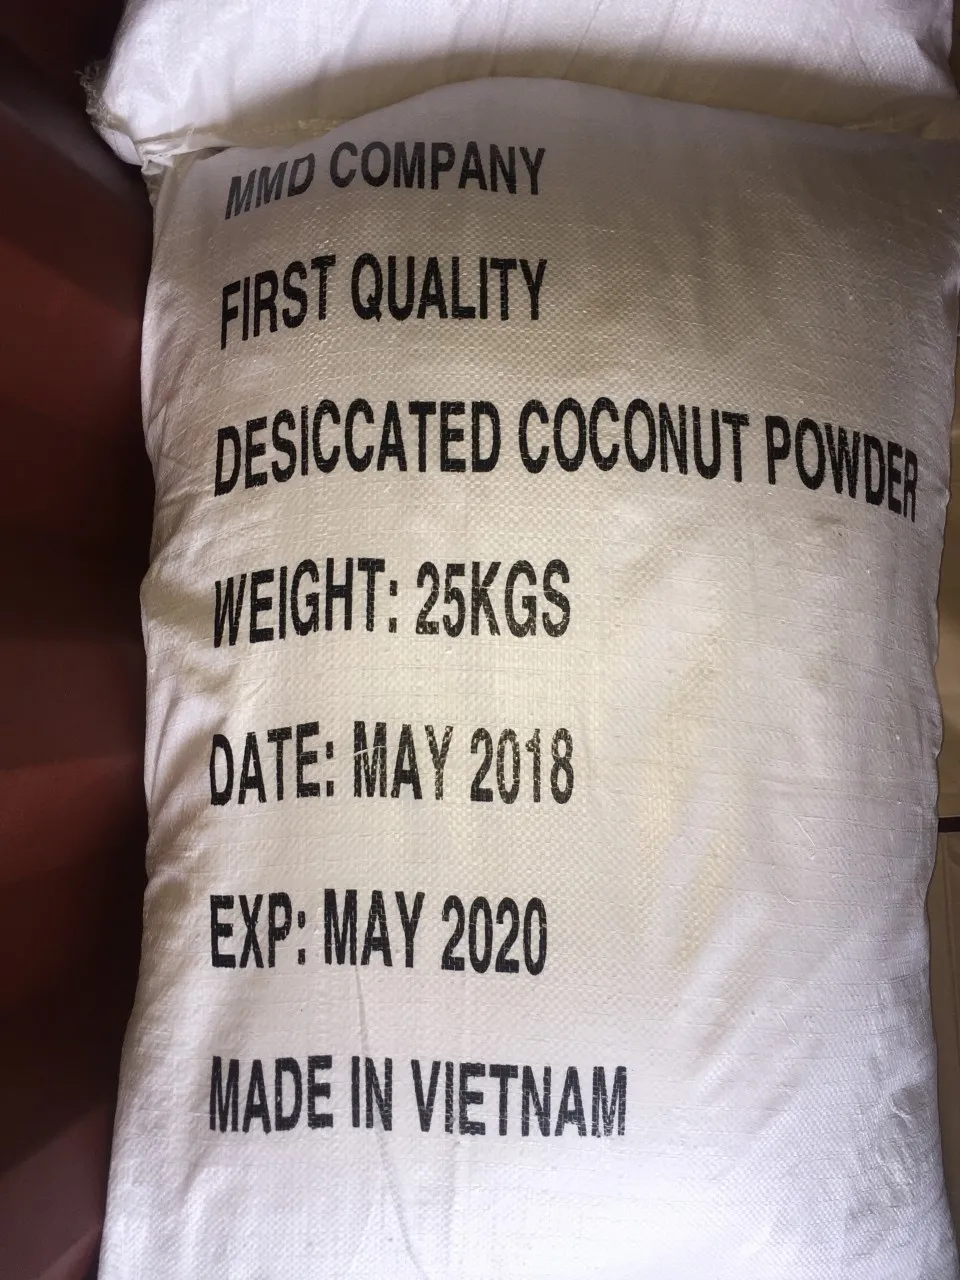 MMD COMPANY
FIRST QUALITY
DESICCATED COCONUT POWDER
WEIGHT: 25KGS
DATE: MAY 2018
EXP: MAY 2020
MADE IN VIETNAM